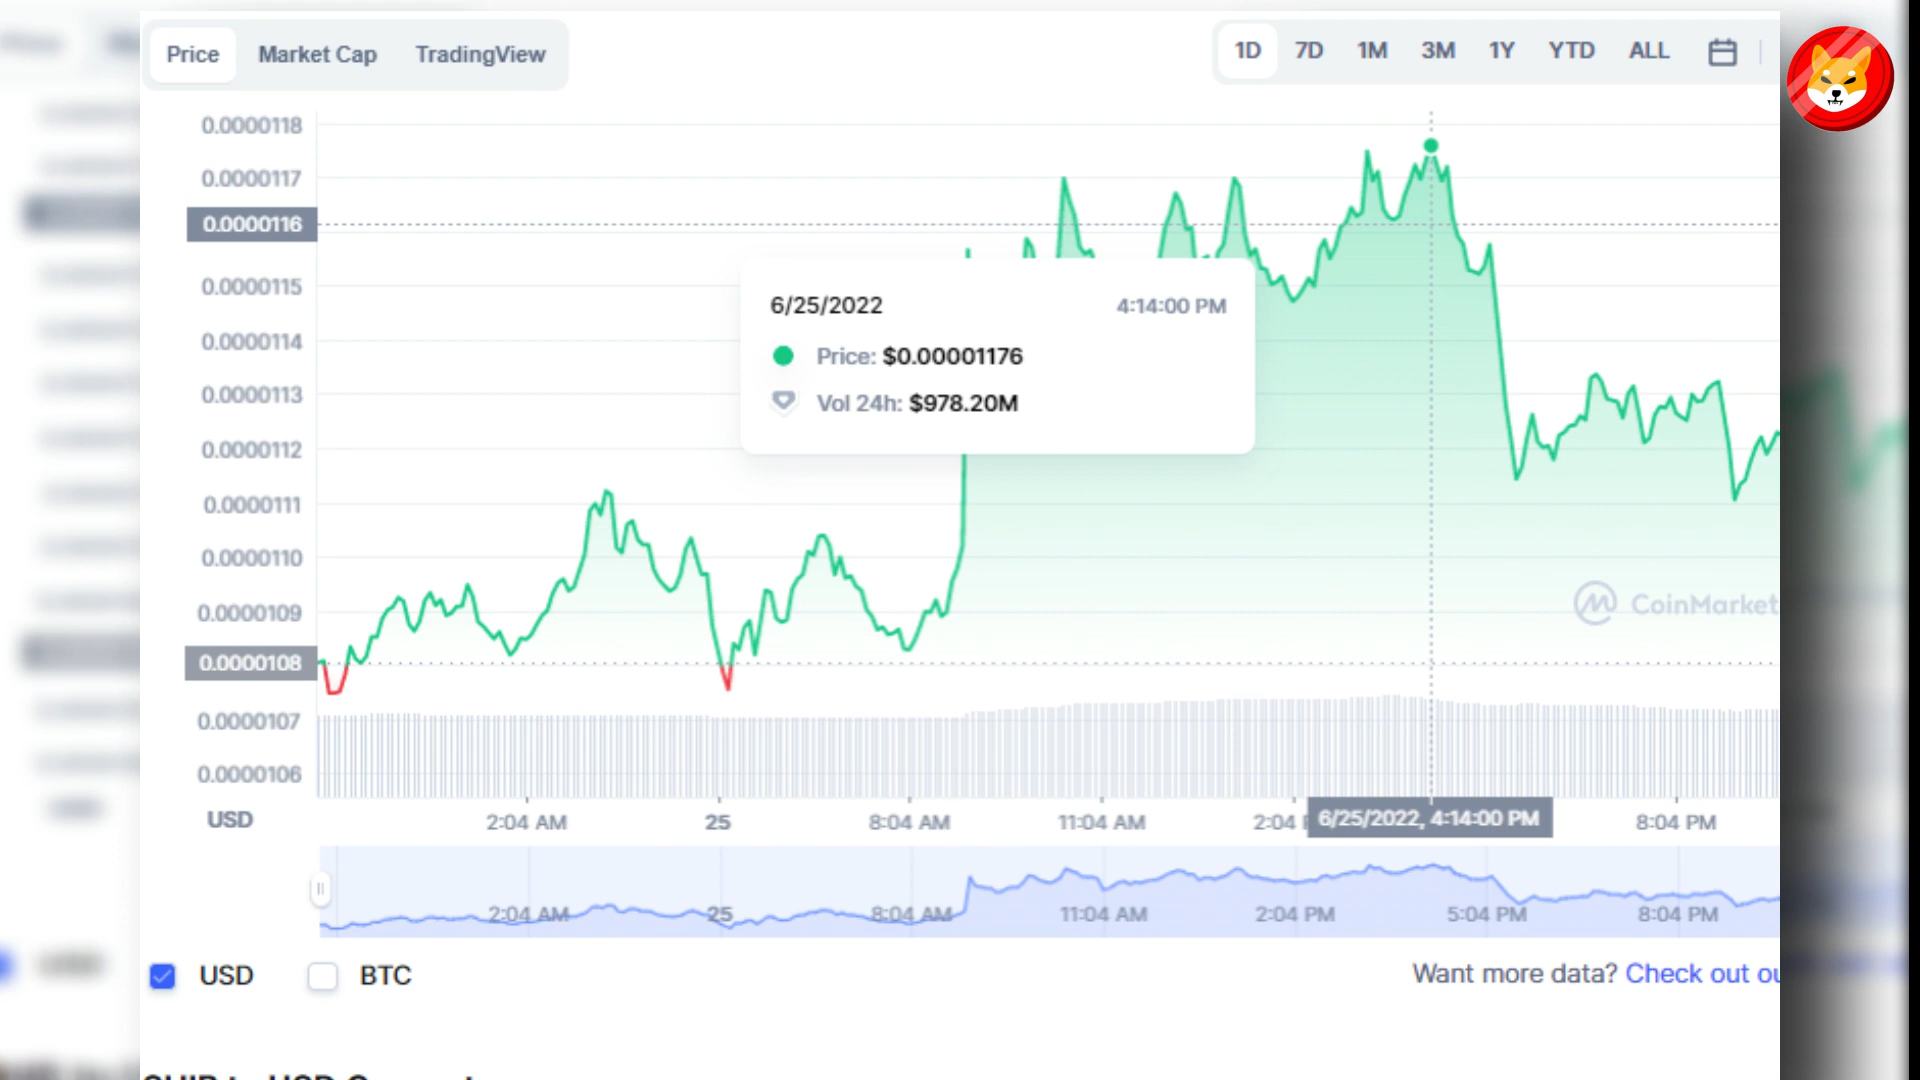 Price Market Cap TradingView
1D 7D 1M 3M 1Y YTD ALL
0.0000118
0.0000117
0.0000116
0.0000115
0.0000114
0.0000113
0.0000112
0.0000111
0.0000110
0.0000109
0.0000108
0.0000107
0.0000106
6/25/2022 4:14:00 PM
Price: $0.00001176
Vol 24h: $978.20M
CoinMarket
USD 2:04 AM 25 8:04 AM 11:04 AM 2:04 6/25/2022, 4:14:00 PM 8:04 PM
2:04 AM 25 8:04 AM 11:04 AM 2:04 PM 5:04 PM 8:04 PM
USD BTC
Want more data? Check out ou